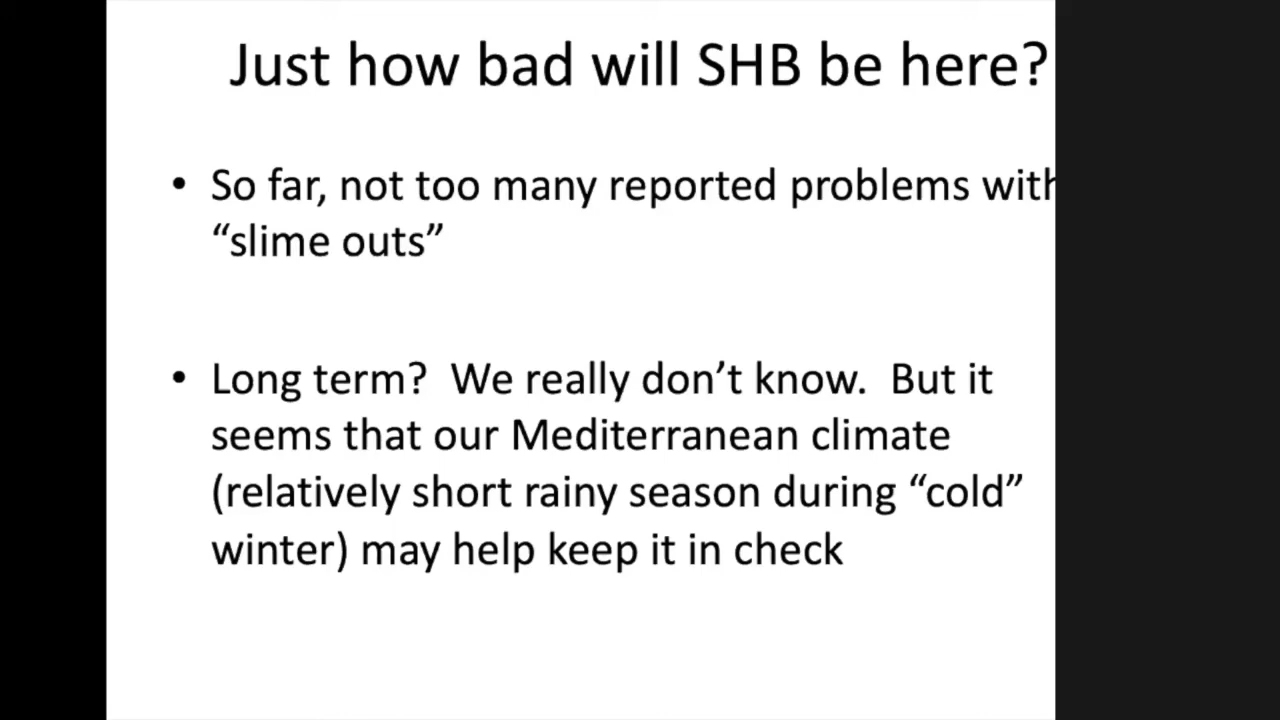 Just how bad will SHB be here?
• So far, not too many reported problems with
“slime outs”
• Long term?  We really don’t know.  But it
seems that our Mediterranean climate
(relatively short rainy season during “cold”
winter) may help keep it in check